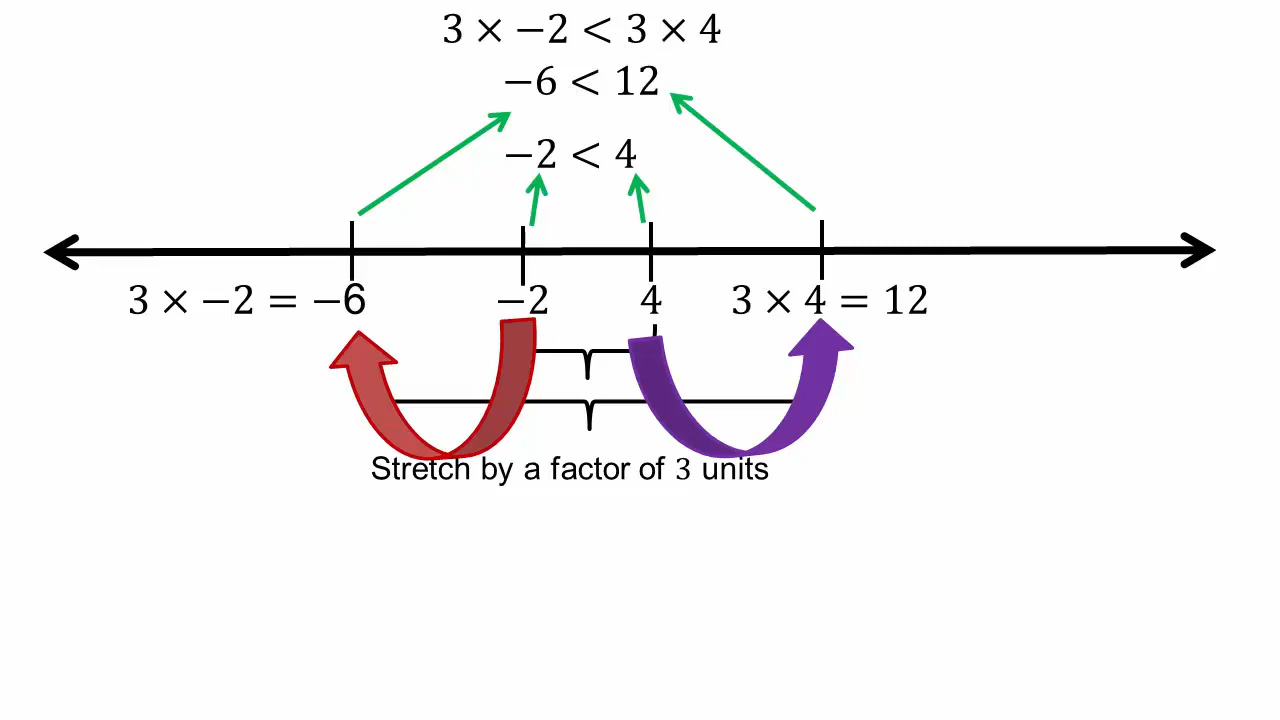 3 × −2 < 3 × 4
−6 < 12
−2 < 4
3 × −2 = −6 −2 4 3 × 4 = 12
Stretch by a factor of 3 units